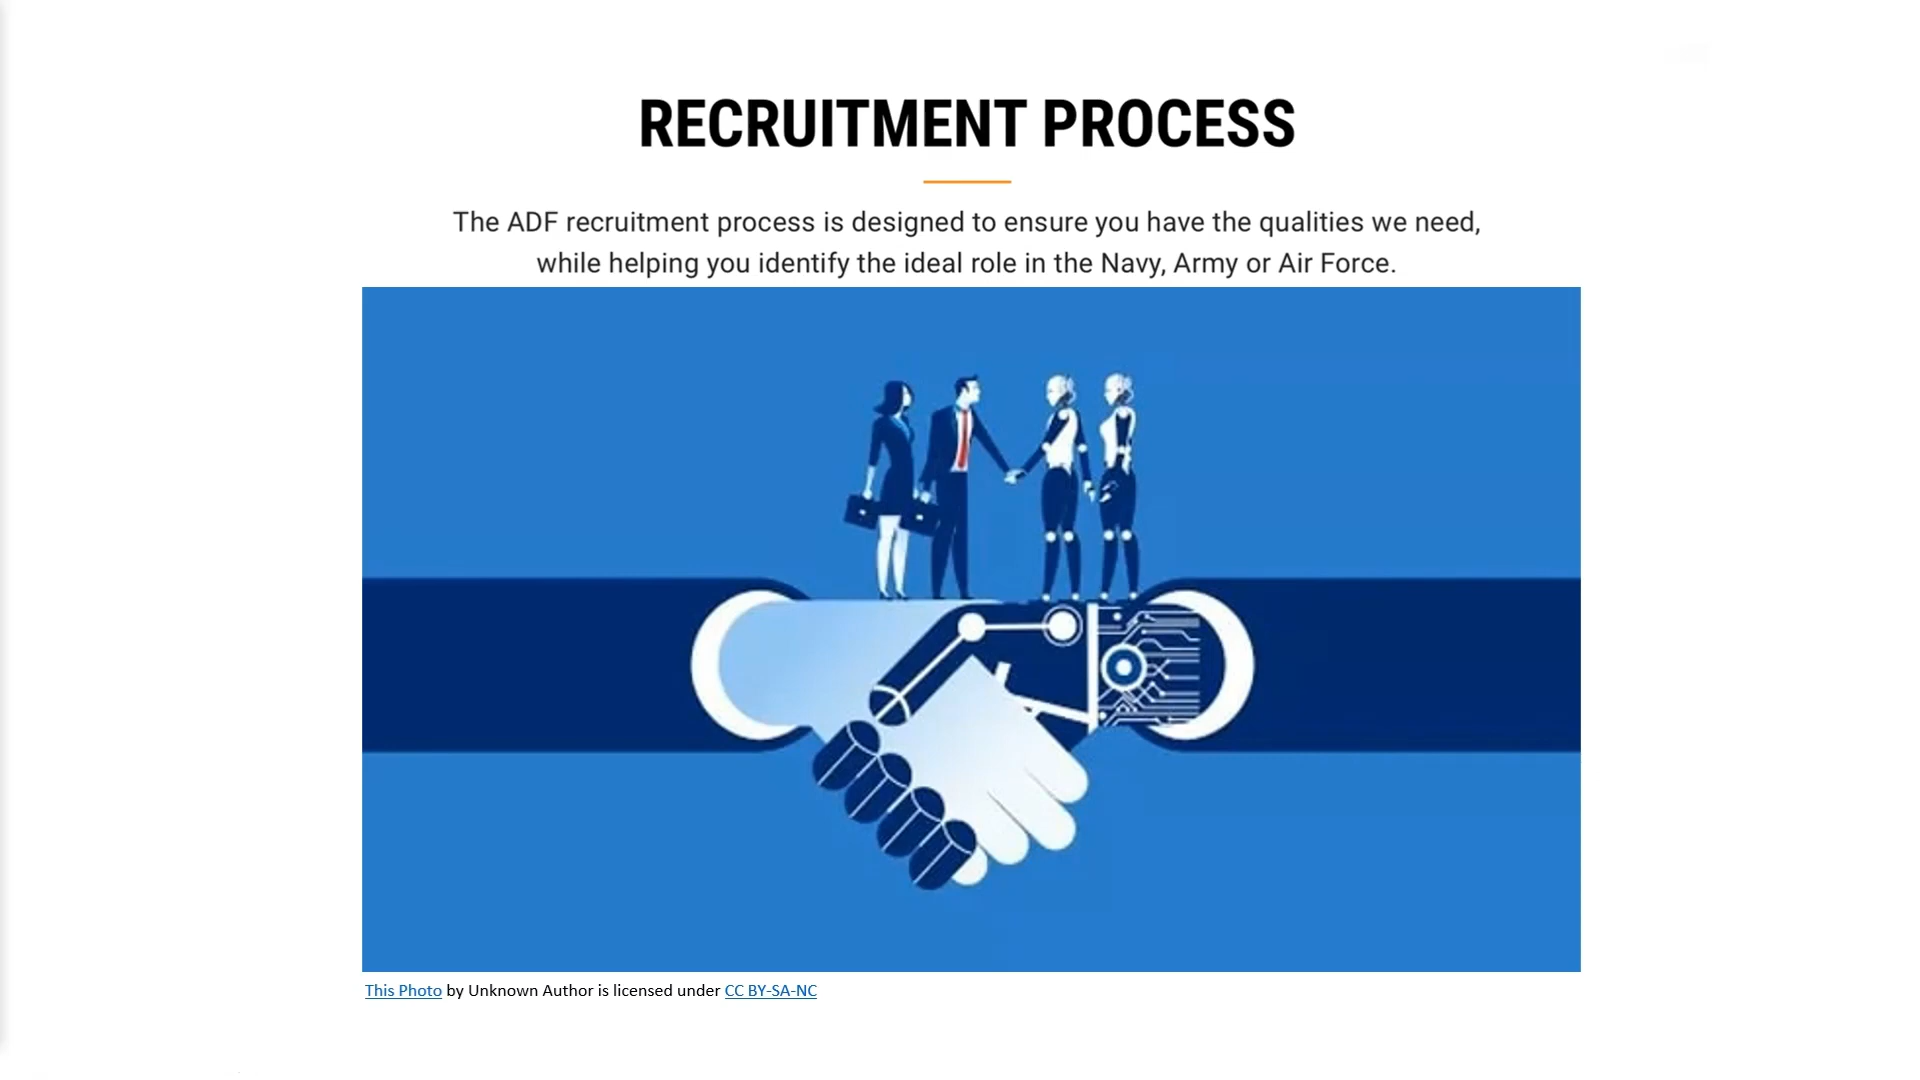 RECRUITMENT PROCESS
The ADF recruitment process is designed to ensure you have the qualities we need,
while helping you identify the ideal role in the Navy, Army or Air Force.
This Photo by Unknown Author is licensed under CC BY-SA-NC